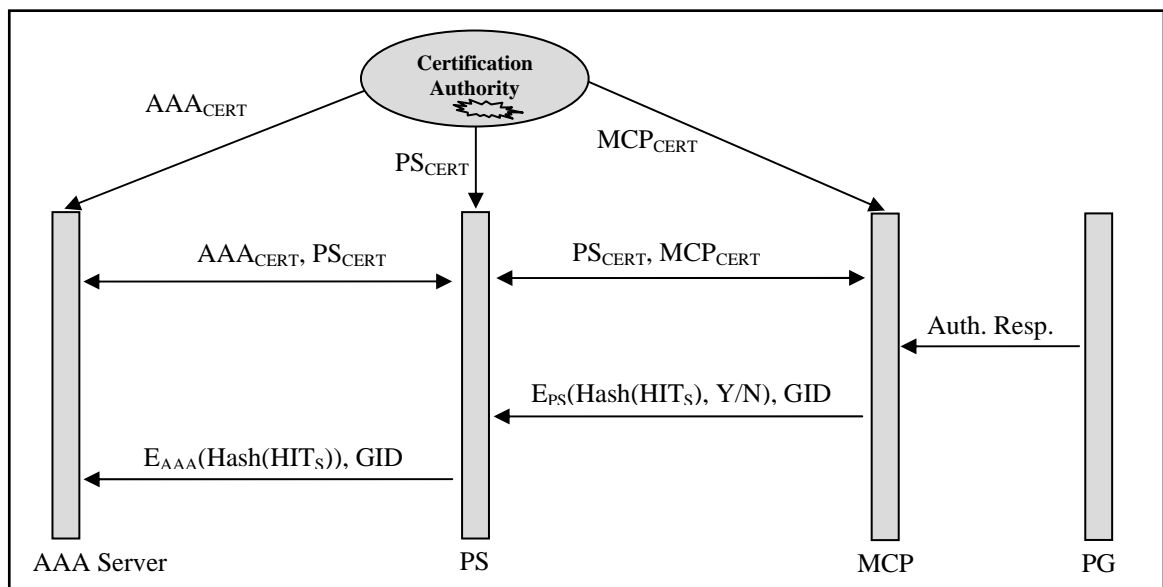 Certification
Authority
AAA_CERT
MCP_CERT
PS_CERT
AAA_CERT, PS_CERT
PS_CERT, MCP_CERT
Auth. Resp.
E_PS(Hash(HIT_S), Y/N), GID
E_AAA(Hash(HIT_S)), GID
AAA Server
PS
MCP
PG